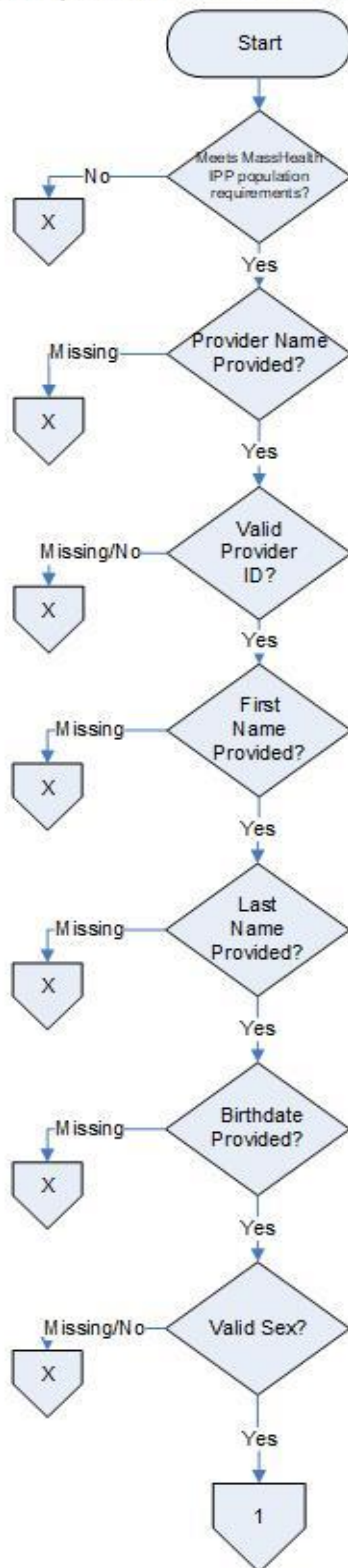 Start
Meets MassHealth
IPP population
requirements?
No
X
Yes
Provider Name
Provided?
Missing
X
Yes
Valid
Provider
ID?
Missing/No
X
Yes
First
Name
Provided?
Missing
X
Yes
Last
Name
Provided?
Missing
X
Yes
Birthdate
Provided?
Missing
X
Yes
Valid Sex?
Missing/No
X
Yes
1